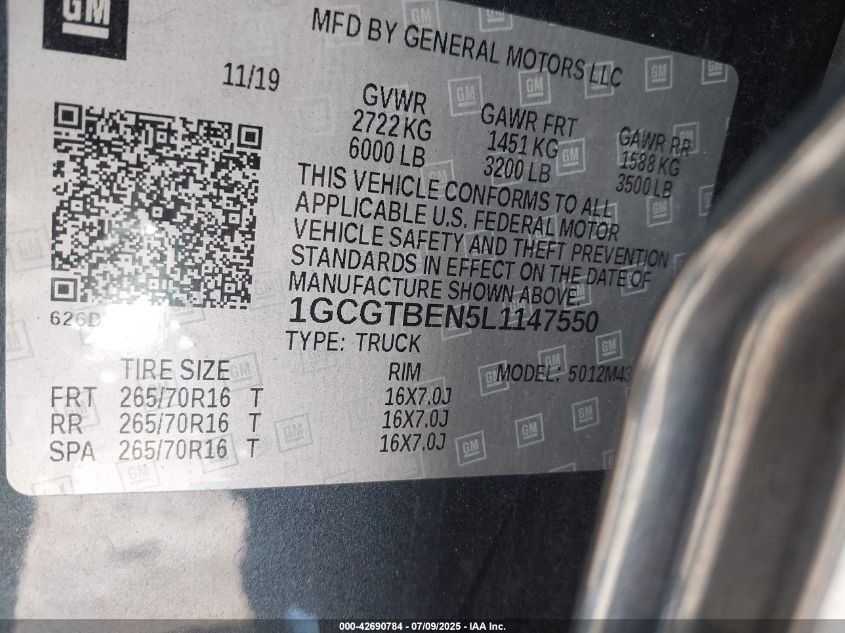 GM
MFD BY GENERAL MOTORS LLC
11/19
GVWR GAWR FRT GAWR RR
2722 KG 1451 KG 1588 KG
6000 LB 3200 LB 3500 LB
THIS VEHICLE CONFORMS TO ALL
APPLICABLE U.S. FEDERAL MOTOR
VEHICLE SAFETY AND THEFT PREVENTION
STANDARDS IN EFFECT ON THE DATE OF
MANUFACTURE SHOWN ABOVE.
626D
1GCGTBEN5L1147550
TYPE: TRUCK
TIRE SIZE RIM MODEL: 5012M43
FRT 265/70R16 T 16X7.0J
RR 265/70R16 T 16X7.0J
SPA 265/70R16 T 16X7.0J
000-42690784 - 07/09/2025 - IAA Inc.